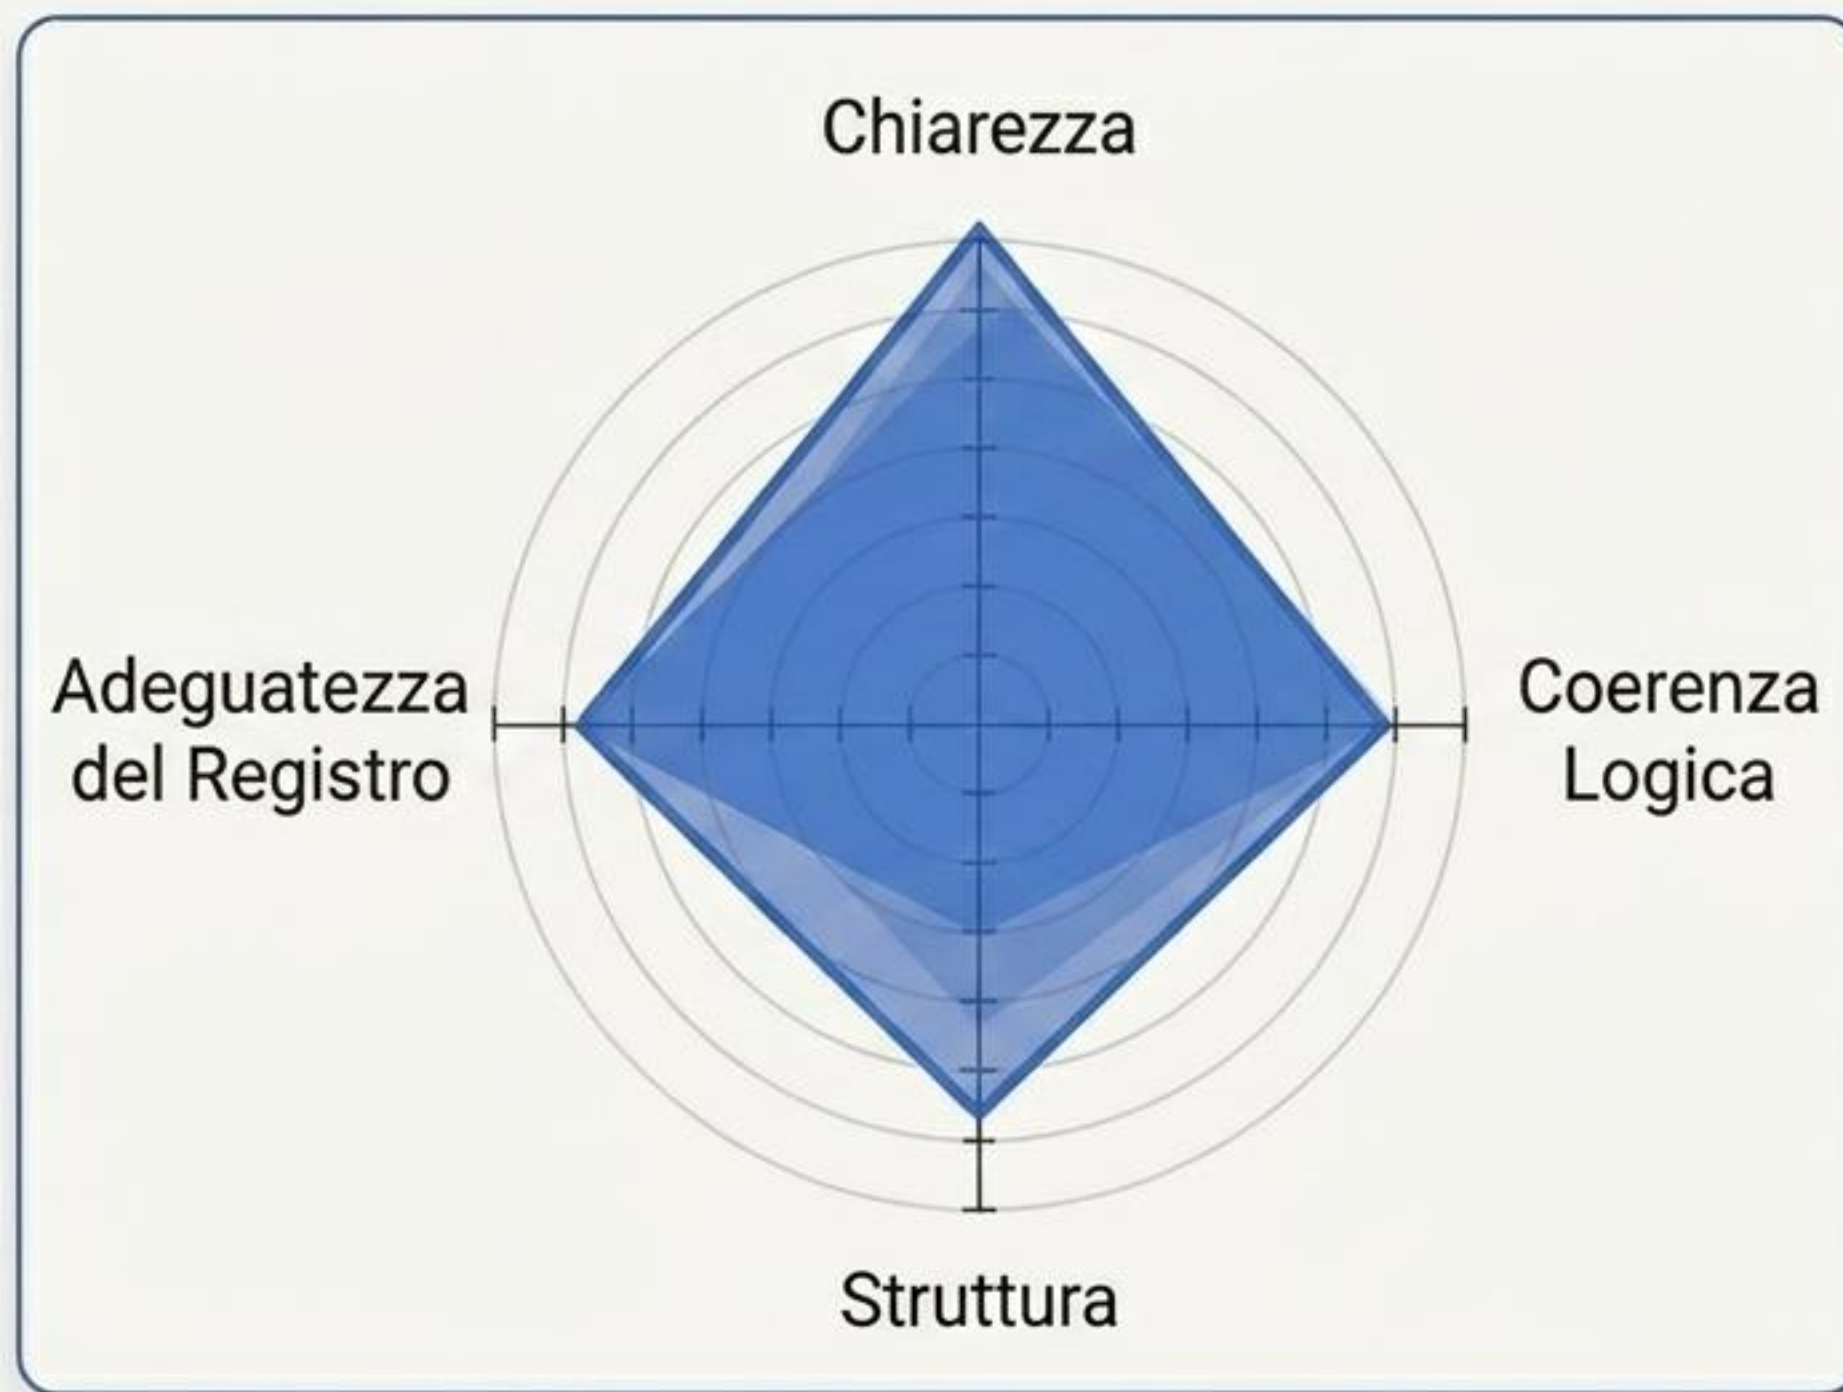 Chiarezza
Adeguatezza
del Registro
Coerenza
Logica
Struttura